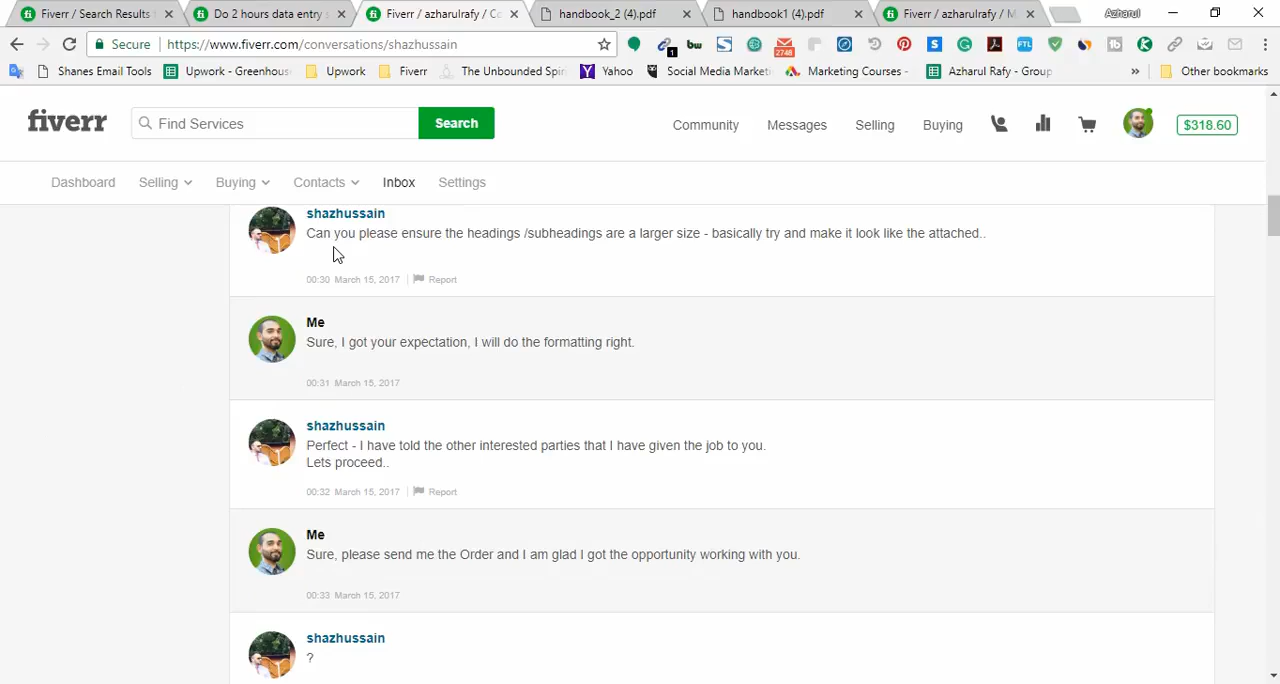 Fiverr / Search Results
Do 2 hours data entry
Fiverr / azharulrafy / Co
handbook_2 (4).pdf
handbook1 (4).pdf
Fiverr / azharulrafy / M
Azharul
Secure
https://www.fiverr.com/conversations/shazhussain
1
bw
2748
S
FTL
tb
K
Shanes Email Tools
Upwork - Greenhous
Upwork
Fiverr
The Unbounded Spir
Yahoo
Social Media Market
Marketing Courses -
Azharul Rafy - Group
»
Other bookmarks
fiverr
Find Services
Search
Community
Messages
Selling
Buying
$318.60
Dashboard
Selling
Buying
Contacts
Inbox
Settings
shazhussain
Can you please ensure the headings /subheadings are a larger size - basically try and make it look like the attached..
00:30 March 15, 2017 | Report
Me
Sure, I got your expectation, I will do the formatting right.
00:31 March 15, 2017
shazhussain
Perfect - I have told the other interested parties that I have given the job to you.
Lets proceed..
00:32 March 15, 2017 | Report
Me
Sure, please send me the Order and I am glad I got the opportunity working with you.
00:33 March 15, 2017
shazhussain
?